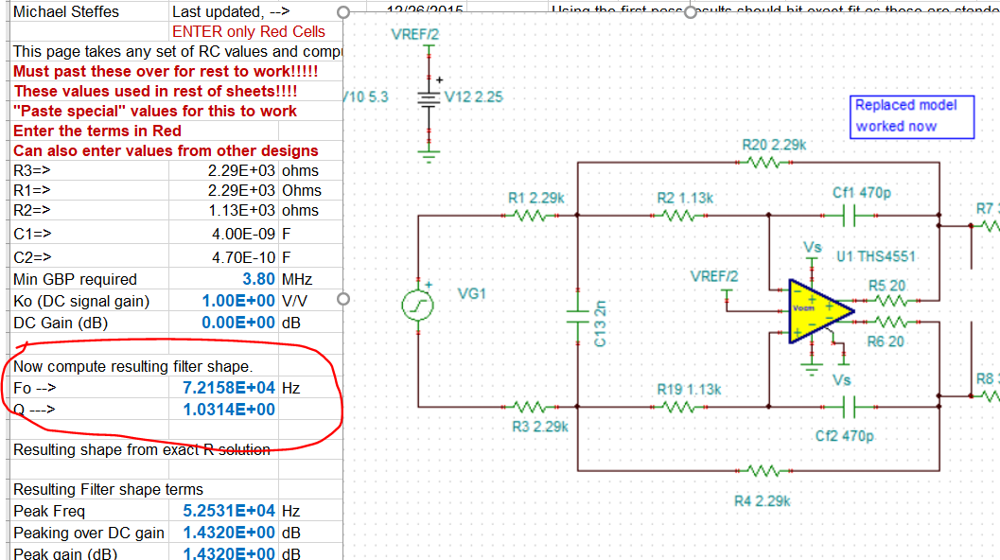 Michael Steffes Last updated, --> 12/26/2015 Using the first pass results should hit exact fit as these are
ENTER only Red Cells
This page takes any set of RC values and
Must past these over for rest to work!!!!!
These values used in rest of sheets!!!!
"Paste special" values for this to work
Enter the terms in Red
Can also enter values from other designs
R3=> 2.29E+03 ohms
R1=> 2.29E+03 Ohms
R2=> 1.13E+03 ohms
C1=> 4.00E-09 F
C2=> 4.70E-10 F
Min GBP required 3.80 MHz
Ko (DC signal gain) 1.00E+00 V/V
DC Gain (dB) 0.00E+00 dB
Now compute resulting filter shape.
Fo --> 7.2158E+04 Hz
Q ---> 1.0314E+00
Resulting shape from exact R solution
Resulting Filter shape terms
Peak Freq 5.2531E+04 Hz
Peaking over DC gain 1.4320E+00 dB
Peak gain (dB) 1.4320E+00 dB
VREF/2
V10 5.3
+
V12 2.25
Replaced model
worked now
R20 2.29k
R1 2.29k
R2 1.13k
Cf1 470p
R7
Vs
U1 THS4551
VREF/2
+
VG1
C13 2n
Vocm
R5 20
R6 20
Vs
R19 1.13k
R8
R3 2.29k
Cf2 470p
R4 2.29k